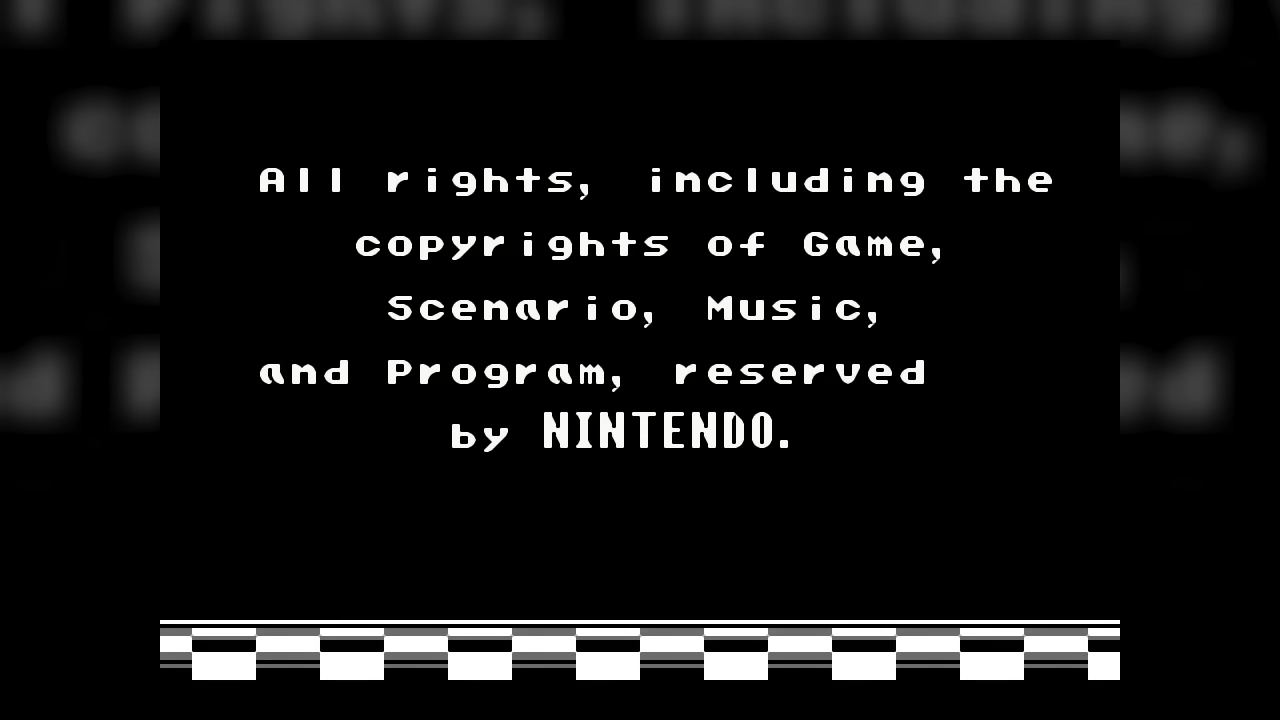 All rights, including the
copyrights of Game,
Scenario, Music,
and Program, reserved
by NINTENDO.